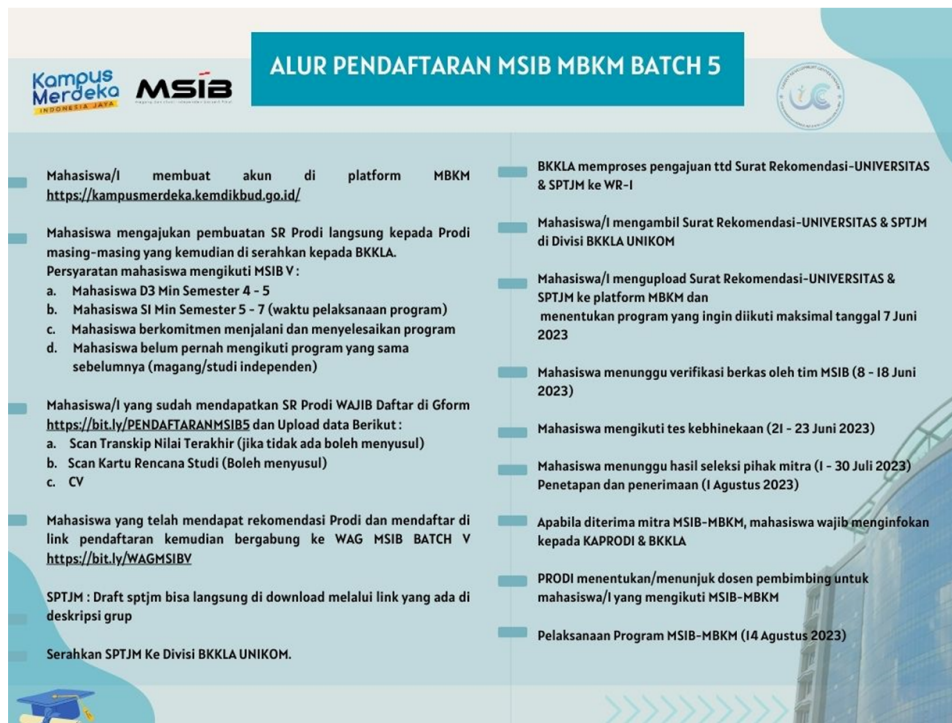 ALUR PENDAFTARAN MSIB MBKM BATCH 5
Kampus
Merdeka
INDONESIA JAYA
MSIB
UC
Mahasiswa/I membuat akun di platform MBKM
https://kampusmerdeka.kemdikbud.go.id/
Mahasiswa mengajukan pembuatan SR Prodi langsung kepada Prodi
masing-masing yang kemudian di serahkan kepada BKKLA.
Persyaratan mahasiswa mengikuti MSIB V :
a. Mahasiswa D3 Min Semester 4 - 5
b. Mahasiswa S1 Min Semester 5 - 7 (waktu pelaksanaan program)
c. Mahasiswa berkomitmen menjalani dan menyelesaikan program
d. Mahasiswa belum pernah mengikuti program yang sama
sebelumnya (magang/studi independen)
Mahasiswa/I yang sudah mendapatkan SR Prodi WAJIB Daftar di Gform
https://bit.ly/PENDAFTARANMSIB5 dan Upload data Berikut :
a. Scan Transkip Nilai Terakhir (jika tidak ada boleh menyusul)
b. Scan Kartu Rencana Studi (Boleh menyusul)
c. CV
Mahasiswa yang telah mendapat rekomendasi Prodi dan mendaftar di
link pendaftaran kemudian bergabung ke WAG MSIB BATCH V
https://bit.ly/WAGMSIBV
SPTJM : Draft sptjm bisa langsung di download melalui link yang ada di
deskripsi grup
Serahkan SPTJM Ke Divisi BKKLA UNIKOM.
BKKLA memproses pengajuan ttd Surat Rekomendasi-UNIVERSITAS
& SPTJM ke WR-I
Mahasiswa/I mengambil Surat Rekomendasi-UNIVERSITAS & SPTJM
di Divisi BKKLA UNIKOM
Mahasiswa/I mengupload Surat Rekomendasi-UNIVERSITAS &
SPTJM ke platform MBKM dan
menentukan program yang ingin diikuti maksimal tanggal 7 Juni
2023
Mahasiswa menunggu verifikasi berkas oleh tim MSIB (8 - 18 Juni
2023)
Mahasiswa mengikuti tes kebhinekaan (21 - 23 Juni 2023)
Mahasiswa menunggu hasil seleksi pihak mitra (1 - 30 Juli 2023)
Penetapan dan penerimaan (1 Agustus 2023)
Apabila diterima mitra MSIB-MBKM, mahasiswa wajib menginfokan
kepada KAPRODI & BKKLA
PRODI menentukan/menunjuk dosen pembimbing untuk
mahasiswa/I yang mengikuti MSIB-MBKM
Pelaksanaan Program MSIB-MBKM (14 Agustus 2023)